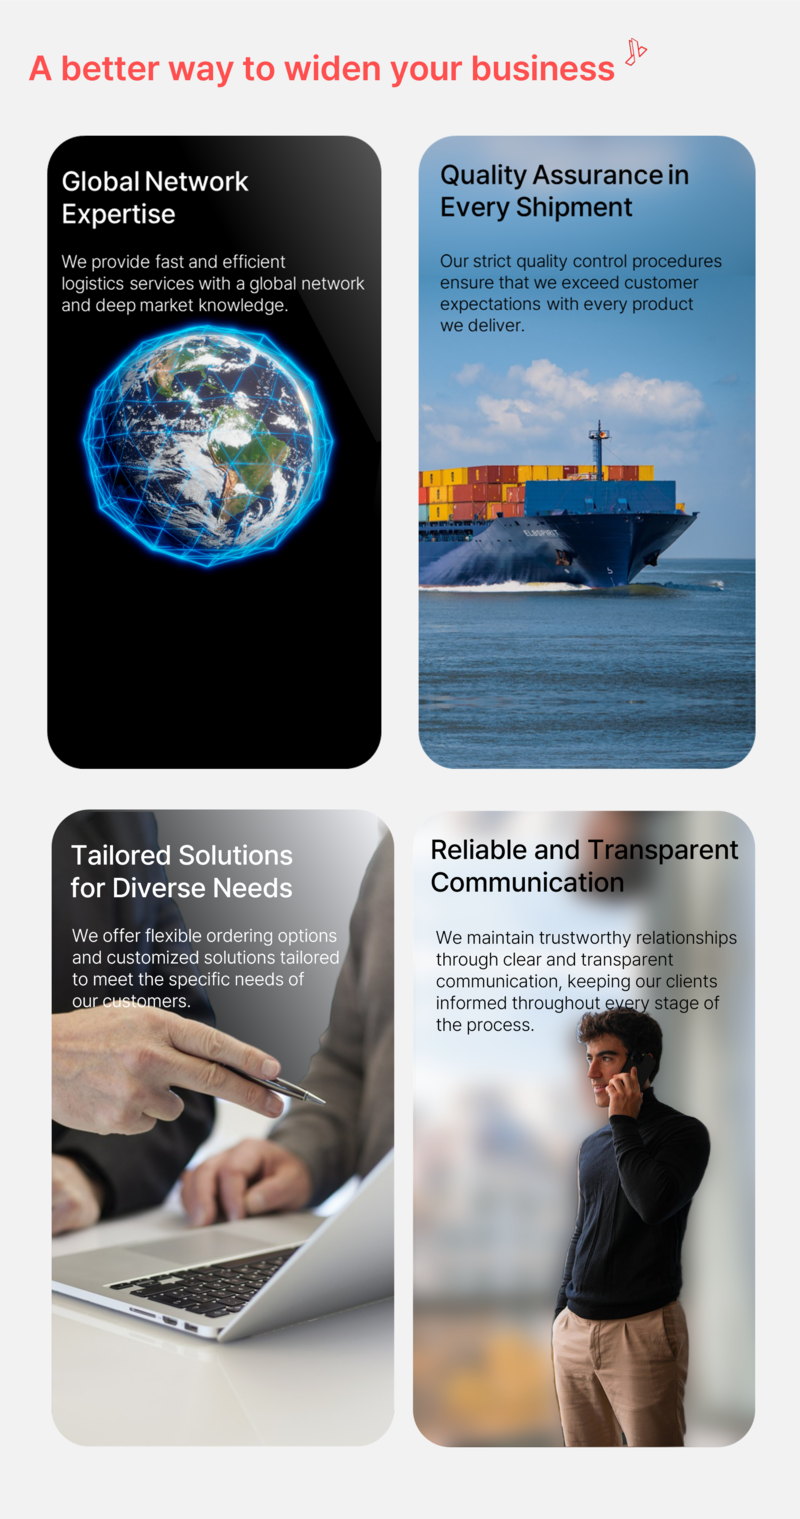 A better way to widen your business
Global Network
Expertise
We provide fast and efficient
logistics services with a global network
and deep market knowledge.
Quality Assurance in
Every Shipment
Our strict quality control procedures
ensure that we exceed customer
expectations with every product
we deliver.
ELBSPIRIT
Tailored Solutions
for Diverse Needs
We offer flexible ordering options
and customized solutions tailored
to meet the specific needs of
our customers.
Reliable and Transparent
Communication
We maintain trustworthy relationships
through clear and transparent
communication, keeping our clients
informed throughout every stage of
the process.